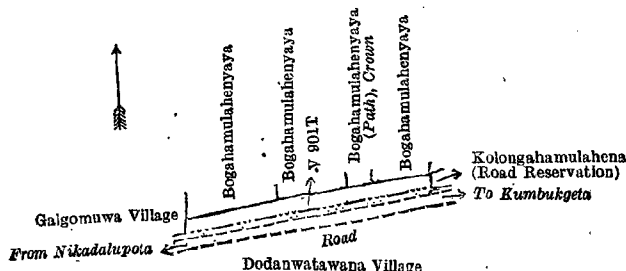 Bogahamulahenyaya
Bogahamulahenyaya
V 901T
Bogahamulahenyaya
(Path), Crown
Bogahamulahenyaya
Kolongahamulahena
(Road Reservation)
To Kumbukgeta
Galgomuwa Village
From Nikadalupota
Road
Dodanwatawana Village